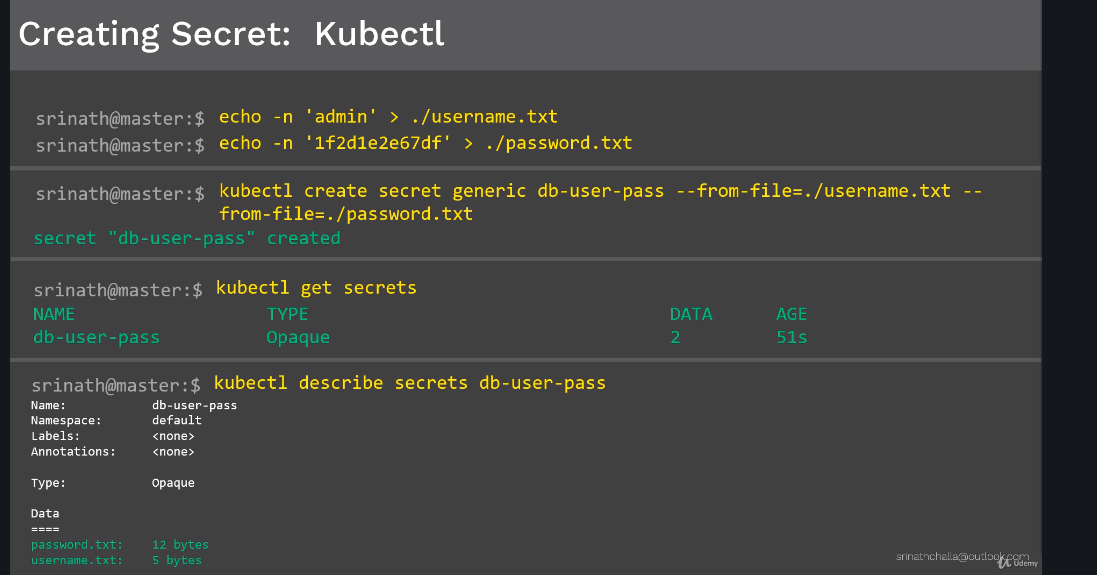 Creating Secret: Kubectl
srinath@master:$ echo -n 'admin' > ./username.txt
srinath@master:$ echo -n '1f2d1e2e67df' > ./password.txt
srinath@master:$ kubectl create secret generic db-user-pass --from-file=./username.txt --
from-file=./password.txt
secret "db-user-pass" created
srinath@master:$ kubectl get secrets
NAME TYPE DATA AGE
db-user-pass Opaque 2 51s
srinath@master:$ kubectl describe secrets db-user-pass
Name: db-user-pass
Namespace: default
Labels: <none>
Annotations: <none>
Type: Opaque
Data
====
password.txt: 12 bytes
username.txt: 5 bytes
srinathchalla@outlook.com
Udemy